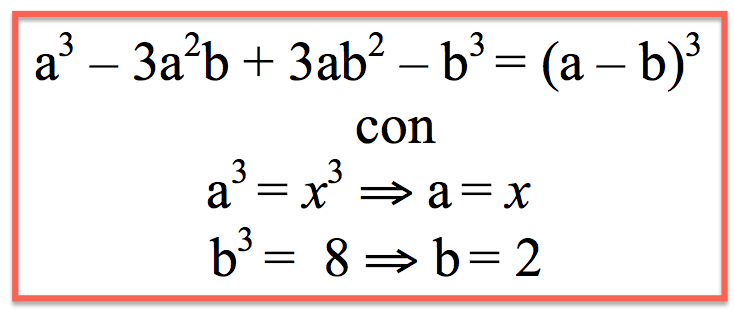 a³ – 3a²b + 3ab² – b³ = (a – b)³
con
a³ = x³ ⇒ a = x
b³ = 8 ⇒ b = 2